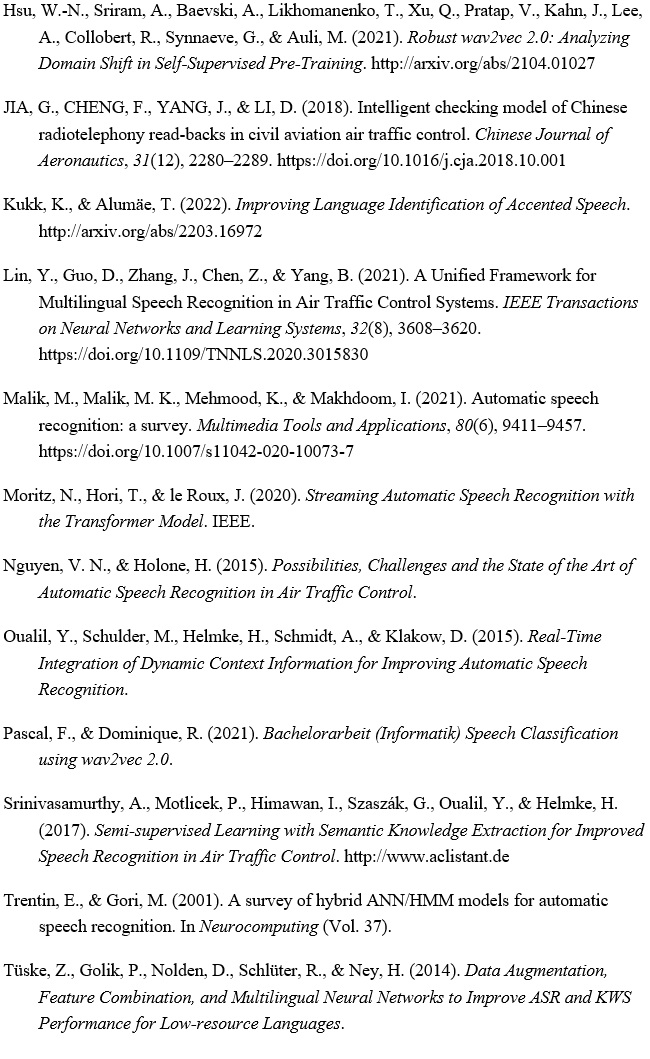 Hsu, W.-N., Sriram, A., Baevski, A., Likhomanenko, T., Xu, Q., Pratap, V., Kahn, J., Lee,
A., Collobert, R., Synnaeve, G., & Auli, M. (2021). Robust wav2vec 2.0: Analyzing
Domain Shift in Self-Supervised Pre-Training. http://arxiv.org/abs/2104.01027
JIA, G., CHENG, F., YANG, J., & LI, D. (2018). Intelligent checking model of Chinese
radiotelephony read-backs in civil aviation air traffic control. Chinese Journal of
Aeronautics, 31(12), 2280–2289. https://doi.org/10.1016/j.cja.2018.10.001
Kukk, K., & Alumäe, T. (2022). Improving Language Identification of Accented Speech.
http://arxiv.org/abs/2203.16972
Lin, Y., Guo, D., Zhang, J., Chen, Z., & Yang, B. (2021). A Unified Framework for
Multilingual Speech Recognition in Air Traffic Control Systems. IEEE Transactions
on Neural Networks and Learning Systems, 32(8), 3608–3620.
https://doi.org/10.1109/TNNLS.2020.3015830
Malik, M., Malik, M. K., Mehmood, K., & Makhdoom, I. (2021). Automatic speech
recognition: a survey. Multimedia Tools and Applications, 80(6), 9411–9457.
https://doi.org/10.1007/s11042-020-10073-7
Moritz, N., Hori, T., & le Roux, J. (2020). Streaming Automatic Speech Recognition with
the Transformer Model. IEEE.
Nguyen, V. N., & Holone, H. (2015). Possibilities, Challenges and the State of the Art of
Automatic Speech Recognition in Air Traffic Control.
Oualil, Y., Schulder, M., Helmke, H., Schmidt, A., & Klakow, D. (2015). Real-Time
Integration of Dynamic Context Information for Improving Automatic Speech
Recognition.
Pascal, F., & Dominique, R. (2021). Bachelorarbeit (Informatik) Speech Classification
using wav2vec 2.0.
Srinivasamurthy, A., Motlicek, P., Himawan, I., Szaszák, G., Oualil, Y., & Helmke, H.
(2017). Semi-supervised Learning with Semantic Knowledge Extraction for Improved
Speech Recognition in Air Traffic Control. http://www.aclistant.de
Trentin, E., & Gori, M. (2001). A survey of hybrid ANN/HMM models for automatic
speech recognition. In Neurocomputing (Vol. 37).
Tüske, Z., Golik, P., Nolden, D., Schlüter, R., & Ney, H. (2014). Data Augmentation,
Feature Combination, and Multilingual Neural Networks to Improve ASR and KWS
Performance for Low-resource Languages.